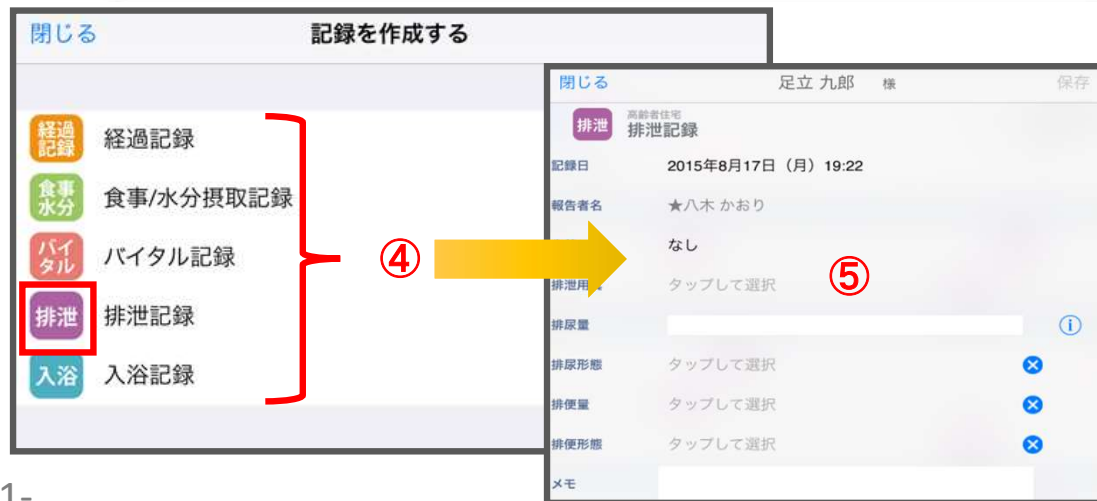 閉じる 記録を作成する
経過記録 経過記録
食事水分 食事/水分摂取記録
バイタル バイタル記録
排泄 排泄記録
入浴 入浴記録
④
閉じる 足立 九郎 様 保存
排泄 高齢者住宅
排泄記録
記録日 2015年8月17日（月）19:22
報告者名 ★八木 かおり
なし
⑤
排泄用 タップして選択
排尿量
排尿形態 タップして選択
排便量 タップして選択
排便形態 タップして選択
メモ
1-